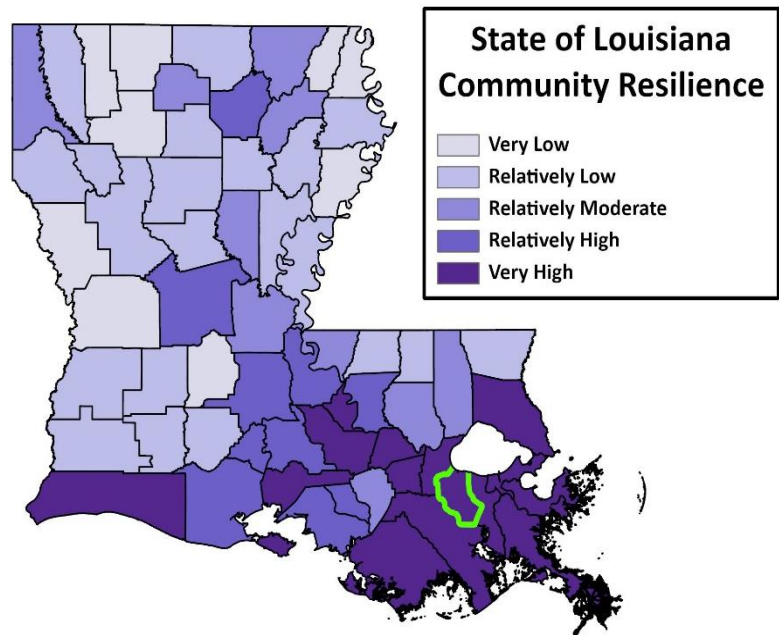 State of Louisiana
Community Resilience
Very Low
Relatively Low
Relatively Moderate
Relatively High
Very High